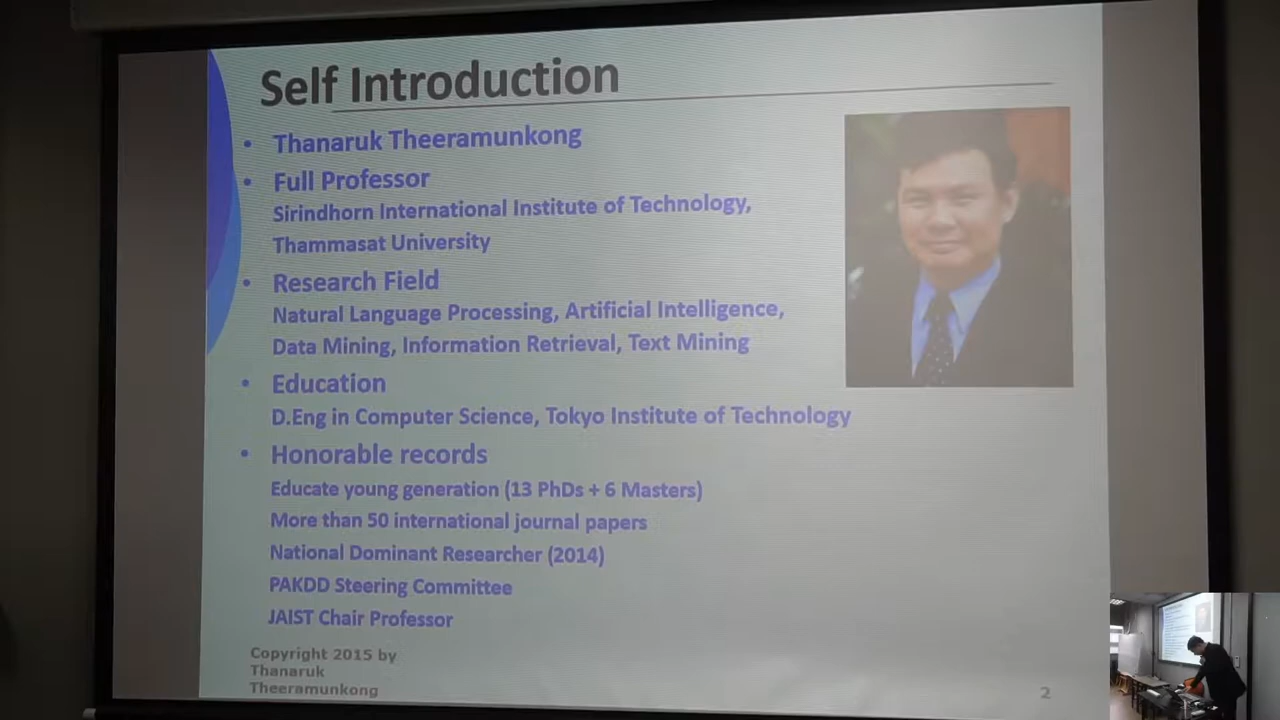 Self Introduction
• Thanaruk Theeramunkong
• Full Professor
Sirindhorn International Institute of Technology,
Thammasat University
• Research Field
Natural Language Processing, Artificial Intelligence,
Data Mining, Information Retrieval, Text Mining
• Education
D.Eng in Computer Science, Tokyo Institute of Technology
• Honorable records
Educate young generation (13 PhDs + 6 Masters)
More than 50 international journal papers
National Dominant Researcher (2014)
PAKDD Steering Committee
JAIST Chair Professor
Copyright 2015 by
Thanaruk
Theeramunkong
2